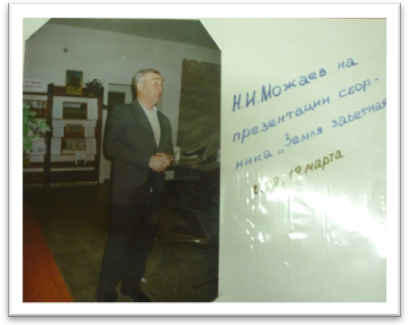 Н.И.Можаев на
презентации сбор-
ника „Земля заветная
19 марта